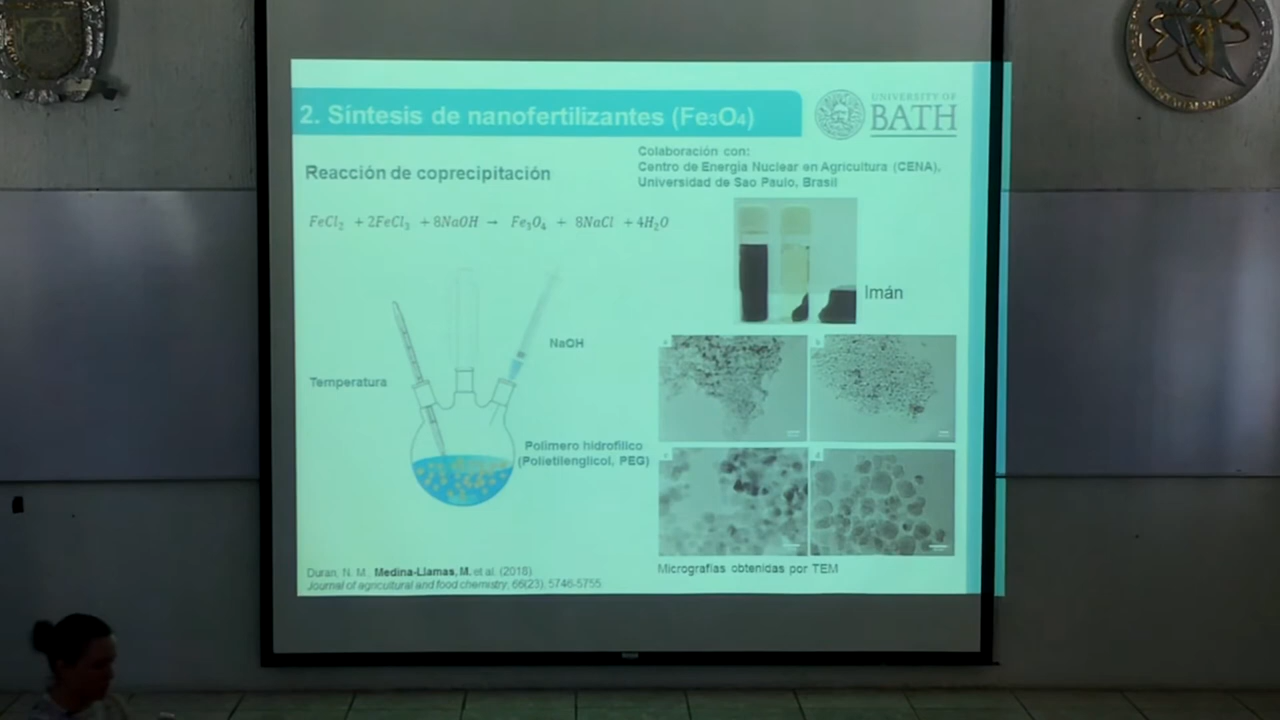 2. Síntesis de nanofertilizantes (Fe₃O₄)
UNIVERSITY OF
BATH
Colaboración con:
Centro de Energía Nuclear en Agricultura (CENA),
Universidad de Sao Paulo, Brasil
Reacción de coprecipitación
FeCl₂ + 2FeCl₃ + 8NaOH → Fe₃O₄ + 8NaCl + 4H₂O
Imán
NaOH
Temperatura
Polímero hidrofílico
(Polietilenglicol, PEG)
a
b
c
d
Micrografías obtenidas por TEM
Duran, N. M., Medina-Llamas, M. et al. (2018)
Journal of agricultural and food chemistry, 66(23), 5746-5755.